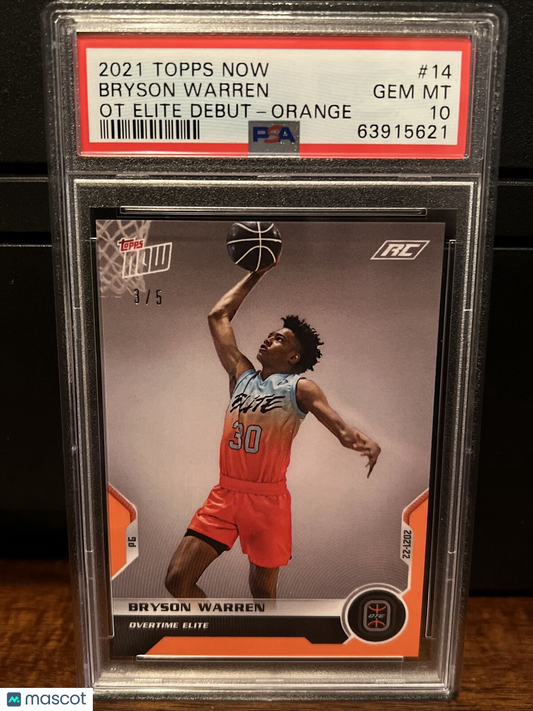 2021 TOPPS NOW #14
BRYSON WARREN GEM MT
OT ELITE DEBUT-ORANGE 10
PSA 63915621
TOPPS
NOW
RC
3/5
ELITE
30
PG
2021-22
BRYSON WARREN
OVERTIME ELITE
OTE
mascot